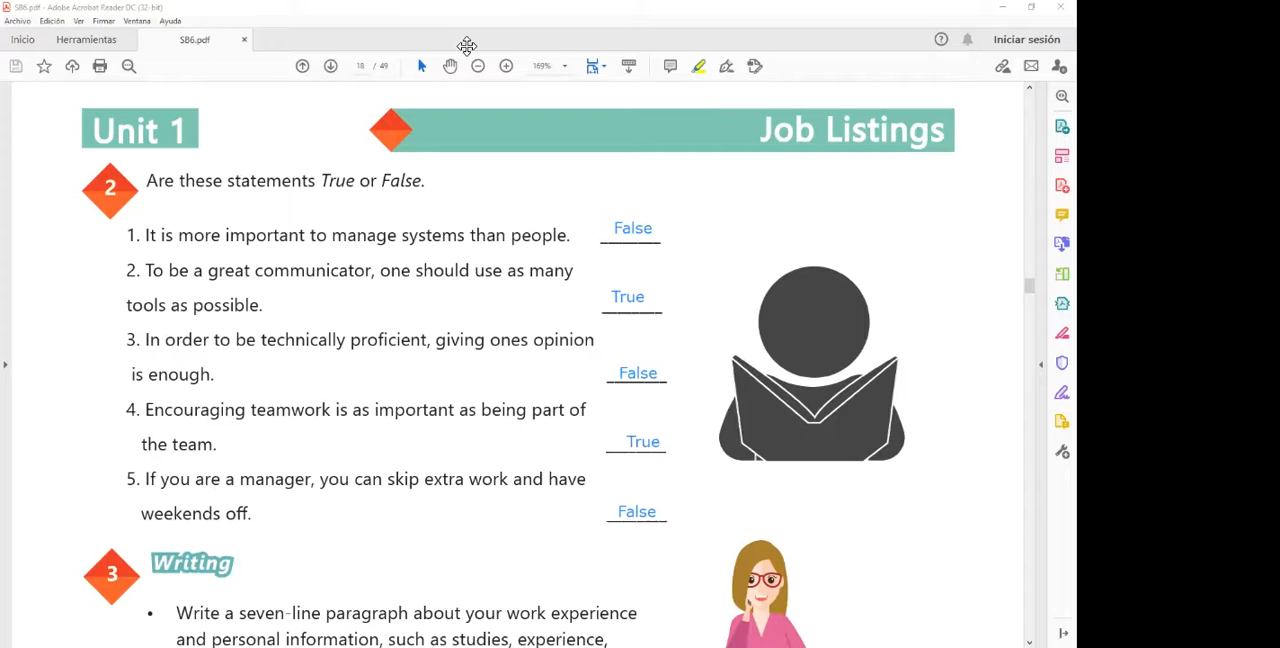 SB6.pdf - Adobe Acrobat Reader DC (32-bit)
Archivo Edición Ver Firmar Ventana Ayuda
Inicio Herramientas SB6.pdf × Iniciar sesión
18 / 49 169%
Unit 1 Job Listings
2 Are these statements True or False.
1. It is more important to manage systems than people. False
2. To be a great communicator, one should use as many
tools as possible. True
3. In order to be technically proficient, giving ones opinion
is enough. False
4. Encouraging teamwork is as important as being part of
the team. True
5. If you are a manager, you can skip extra work and have
weekends off. False
3 Writing
• Write a seven-line paragraph about your work experience
and personal information, such as studies, experience,